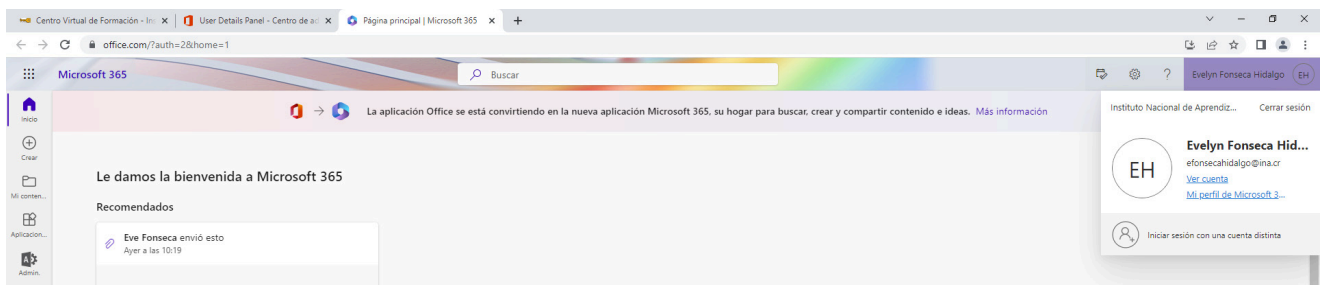 Centro Virtual de Formación - In
User Details Panel - Centro de ad
Página principal | Microsoft 365
office.com/?auth=2&home=1
Microsoft 365
Buscar
Evelyn Fonseca Hidalgo
EH
Inicio
La aplicación Office se está convirtiendo en la nueva aplicación Microsoft 365, su hogar para buscar, crear y compartir contenido e ideas. Más información
Instituto Nacional de Aprendiz...
Cerrar sesión
EH
Evelyn Fonseca Hid...
efonsecahidalgo@ina.cr
Ver cuenta
Mi perfil de Microsoft 3...
Iniciar sesión con una cuenta distinta
Crear
Mi conten...
Aplicacion...
Admin.
Le damos la bienvenida a Microsoft 365
Recomendados
Eve Fonseca envió esto
Ayer a las 10:19